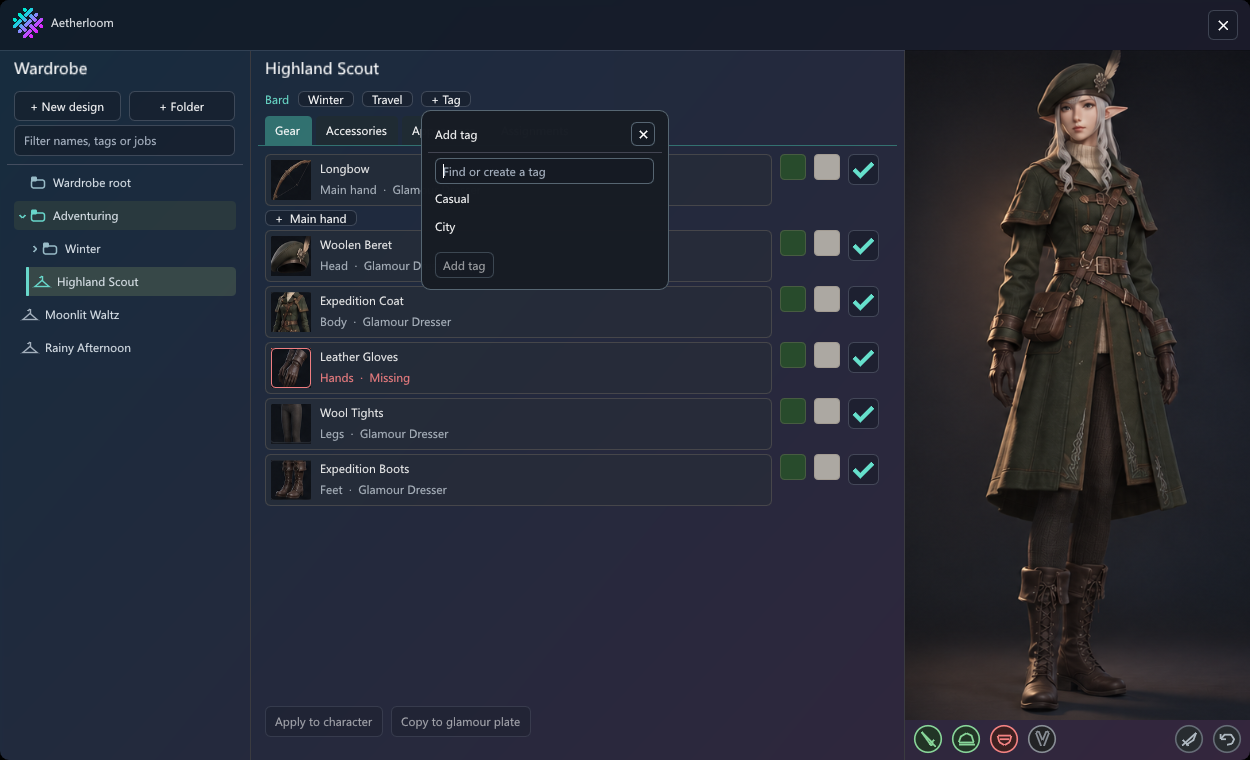 Aetherloom
Wardrobe
+ New design
+ Folder
Filter names, tags or jobs
Wardrobe root
Adventuring
Winter
Highland Scout
Moonlit Waltz
Rainy Afternoon
Highland Scout
Bard
Winter
Travel
+ Tag
Gear
Accessories
Add tag
Find or create a tag
Casual
City
Add tag
Longbow
Main hand ·
+ Main hand
Woolen Beret
Head · Glamour
Expedition Coat
Body · Glamour Dresser
Leather Gloves
Hands · Missing
Wool Tights
Legs · Glamour Dresser
Expedition Boots
Feet · Glamour Dresser
Apply to character
Copy to glamour plate